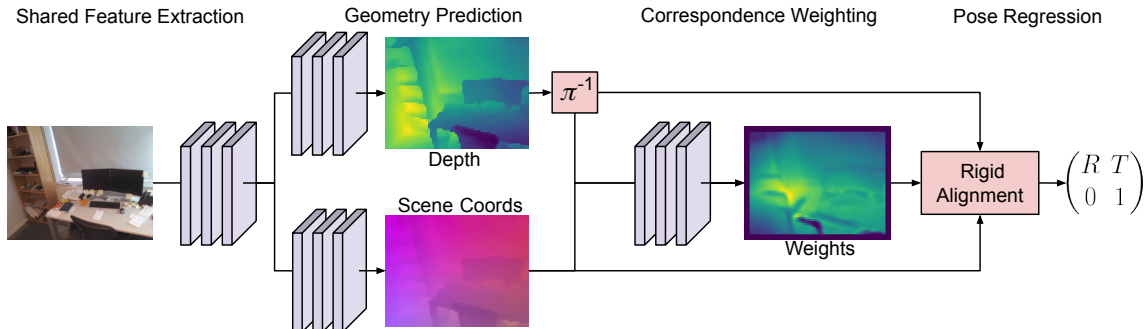 Shared Feature Extraction
Geometry Prediction
Correspondence Weighting
Pose Regression
π⁻¹
Depth
Scene Coords
Weights
Rigid
Alignment
R T
0 1